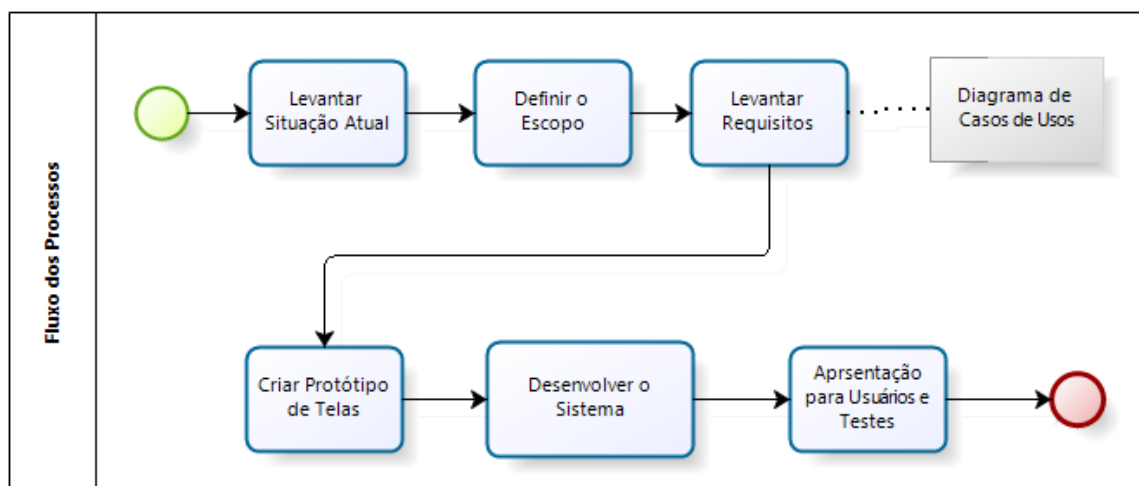 Fluxo dos Processos
Levantar
Situação Atual
Definir o
Escopo
Levantar
Requisitos
Diagrama de
Casos de Usos
Criar Protótipo
de Telas
Desenvolver o
Sistema
Aprsentação
para Usuários e
Testes